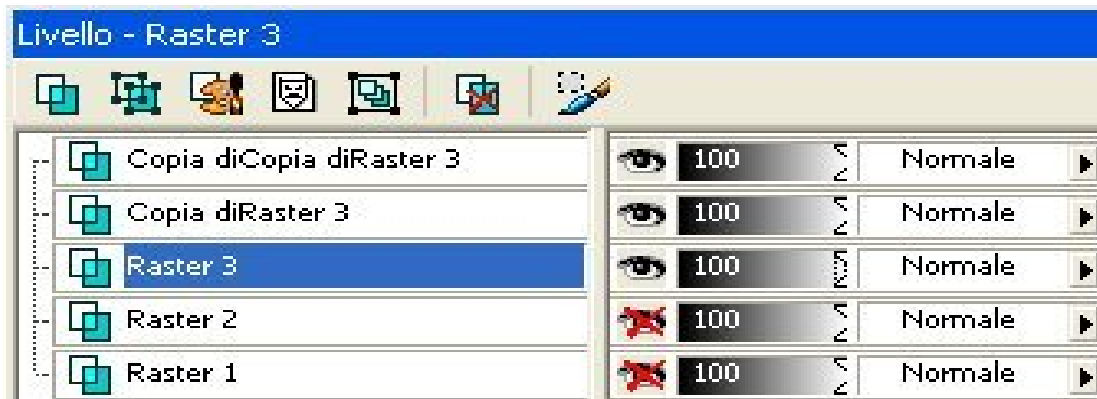 Livello - Raster 3
Copia diCopia diRaster 3 100 Normale
Copia diRaster 3 100 Normale
Raster 3 100 Normale
Raster 2 100 Normale
Raster 1 100 Normale